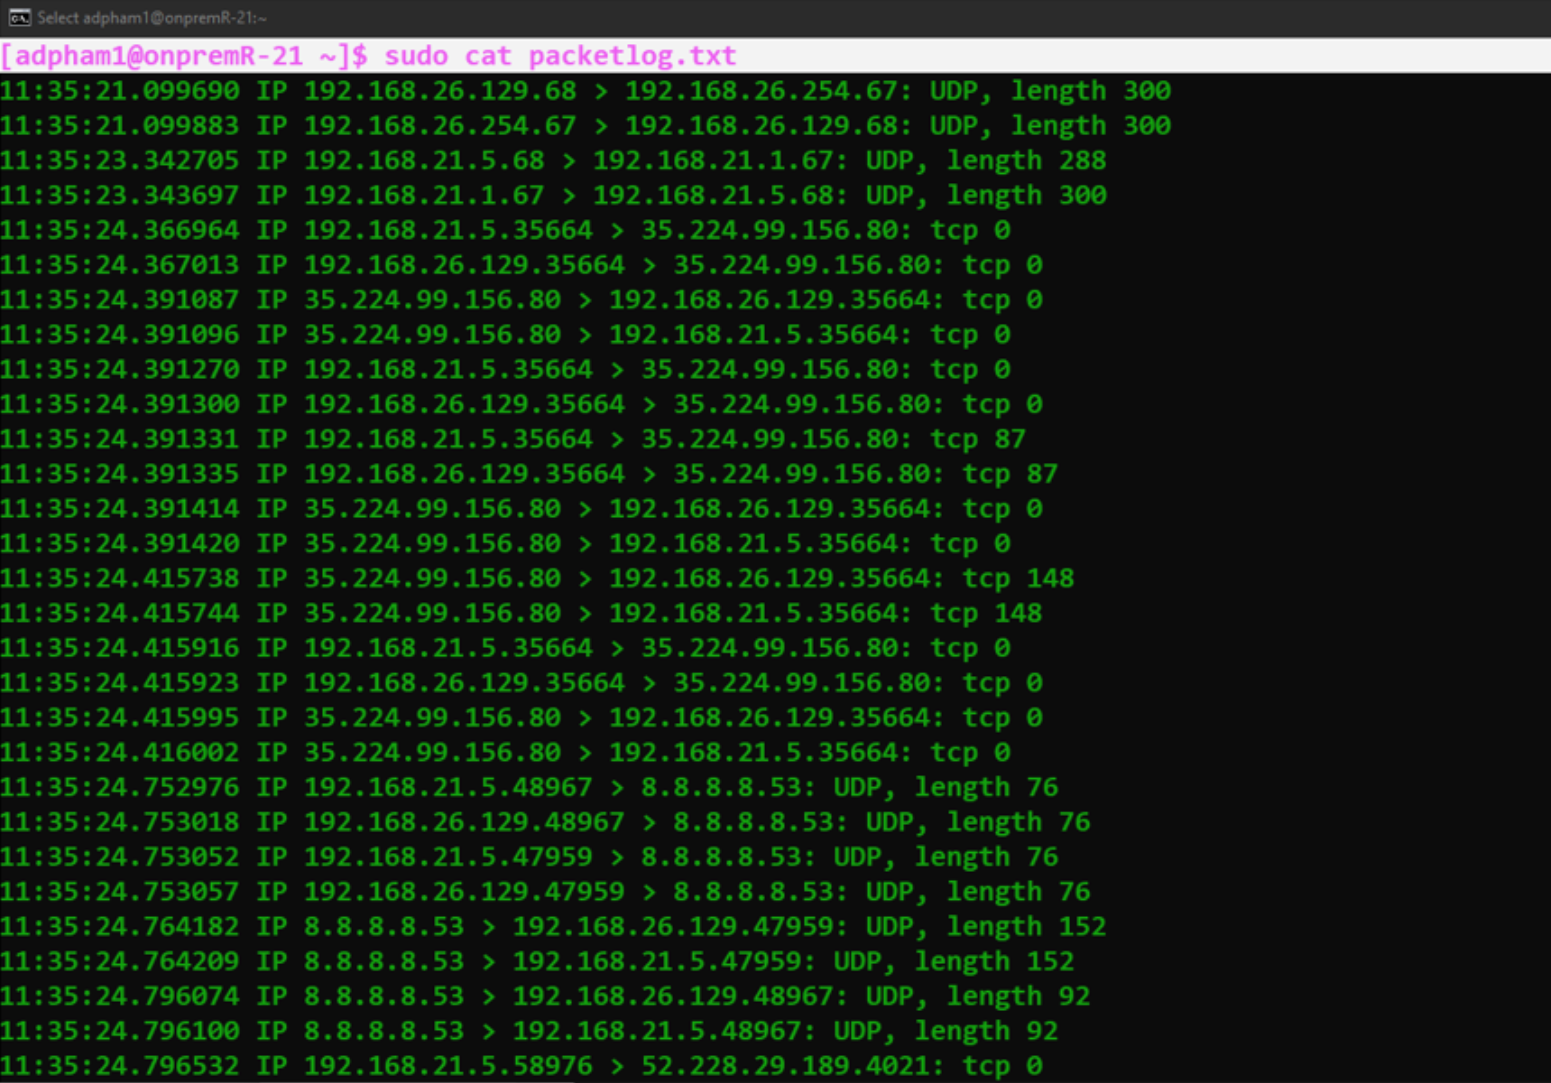 Select adpham1@onpremR-21:~
[adpham1@onpremR-21 ~]$ sudo cat packetlog.txt
11:35:21.099690 IP 192.168.26.129.68 > 192.168.26.254.67: UDP, length 300
11:35:21.099883 IP 192.168.26.254.67 > 192.168.26.129.68: UDP, length 300
11:35:23.342705 IP 192.168.21.5.68 > 192.168.21.1.67: UDP, length 288
11:35:23.343697 IP 192.168.21.1.67 > 192.168.21.5.68: UDP, length 300
11:35:24.366964 IP 192.168.21.5.35664 > 35.224.99.156.80: tcp 0
11:35:24.367013 IP 192.168.26.129.35664 > 35.224.99.156.80: tcp 0
11:35:24.391087 IP 35.224.99.156.80 > 192.168.26.129.35664: tcp 0
11:35:24.391096 IP 35.224.99.156.80 > 192.168.21.5.35664: tcp 0
11:35:24.391270 IP 192.168.21.5.35664 > 35.224.99.156.80: tcp 0
11:35:24.391300 IP 192.168.26.129.35664 > 35.224.99.156.80: tcp 0
11:35:24.391331 IP 192.168.21.5.35664 > 35.224.99.156.80: tcp 87
11:35:24.391335 IP 192.168.26.129.35664 > 35.224.99.156.80: tcp 87
11:35:24.391414 IP 35.224.99.156.80 > 192.168.26.129.35664: tcp 0
11:35:24.391420 IP 35.224.99.156.80 > 192.168.21.5.35664: tcp 0
11:35:24.415738 IP 35.224.99.156.80 > 192.168.26.129.35664: tcp 148
11:35:24.415744 IP 35.224.99.156.80 > 192.168.21.5.35664: tcp 148
11:35:24.415916 IP 192.168.21.5.35664 > 35.224.99.156.80: tcp 0
11:35:24.415923 IP 192.168.26.129.35664 > 35.224.99.156.80: tcp 0
11:35:24.415995 IP 35.224.99.156.80 > 192.168.26.129.35664: tcp 0
11:35:24.416002 IP 35.224.99.156.80 > 192.168.21.5.35664: tcp 0
11:35:24.752976 IP 192.168.21.5.48967 > 8.8.8.8.53: UDP, length 76
11:35:24.753018 IP 192.168.26.129.48967 > 8.8.8.8.53: UDP, length 76
11:35:24.753052 IP 192.168.21.5.47959 > 8.8.8.8.53: UDP, length 76
11:35:24.753057 IP 192.168.26.129.47959 > 8.8.8.8.53: UDP, length 76
11:35:24.764182 IP 8.8.8.8.53 > 192.168.26.129.47959: UDP, length 152
11:35:24.764209 IP 8.8.8.8.53 > 192.168.21.5.47959: UDP, length 152
11:35:24.796074 IP 8.8.8.8.53 > 192.168.26.129.48967: UDP, length 92
11:35:24.796100 IP 8.8.8.8.53 > 192.168.21.5.48967: UDP, length 92
11:35:24.796532 IP 192.168.21.5.58976 > 52.228.29.189.4021: tcp 0